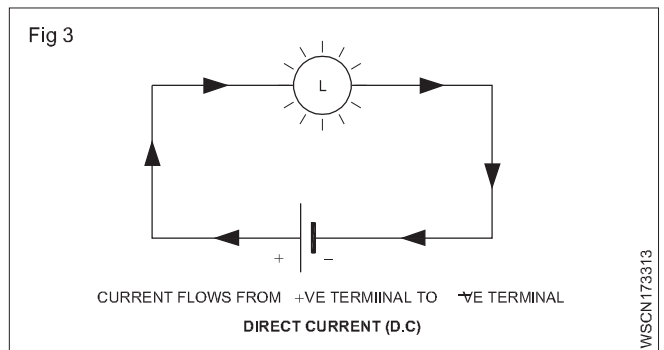 Fig 3
L
+ –
CURRENT FLOWS FROM +VE TERMIINAL TO -VE TERMINAL
DIRECT CURRENT (D.C)
WSCN173313